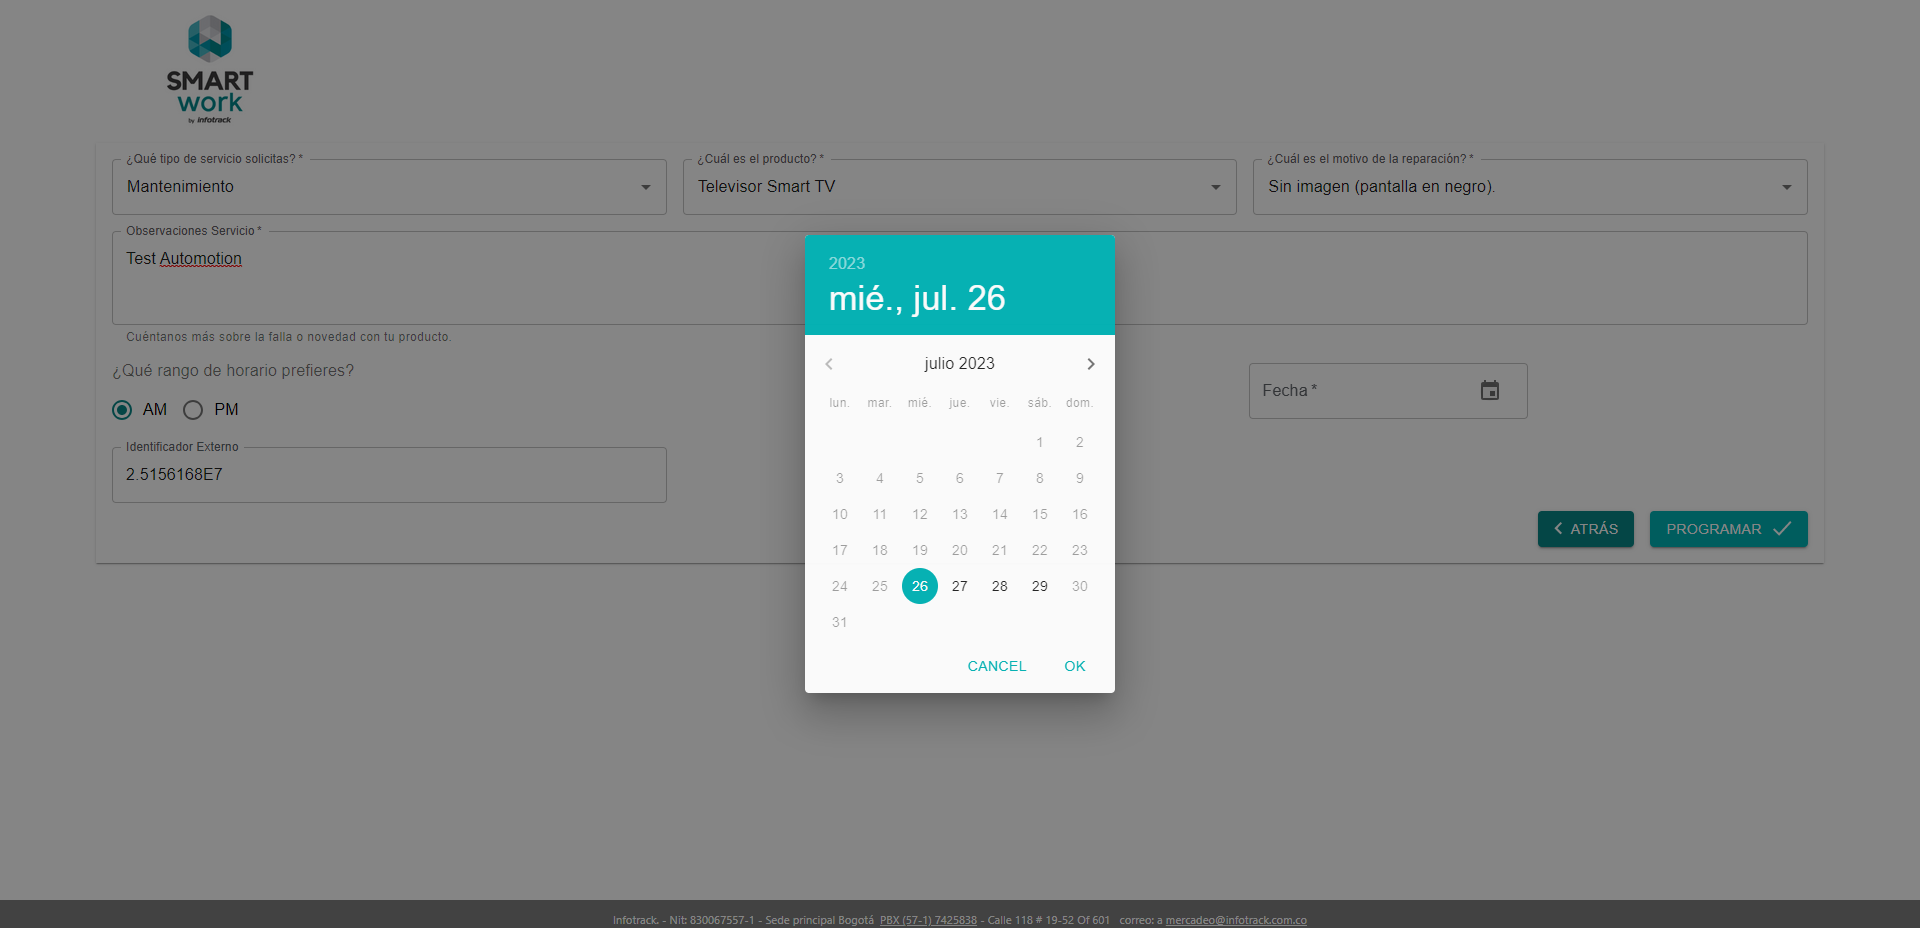 SMART
work
by infotrack
¿Qué tipo de servicio solicitas? *
Mantenimiento
¿Cuál es el producto? *
Televisor Smart TV
¿Cuál es el motivo de la reparación? *
Sin imagen (pantalla en negro).
Observaciones Servicio *
Test Automotion
Cuéntanos más sobre la falla o novedad con tu producto.
¿Qué rango de horario prefieres?
AM PM
Fecha *
Identificador Externo
2.5156168E7
ATRÁS
PROGRAMAR
2023
mié., jul. 26
julio 2023
lun. mar. mié. jue. vie. sáb. dom.
1 2
3 4 5 6 7 8 9
10 11 12 13 14 15 16
17 18 19 20 21 22 23
24 25 26 27 28 29 30
31
CANCEL OK
Infotrack. - Nit: 830067557-1 - Sede principal Bogotá PBX (57-1) 7425838 - Calle 118 # 19-52 Of 601 correo: a mercadeo@infotrack.com.co